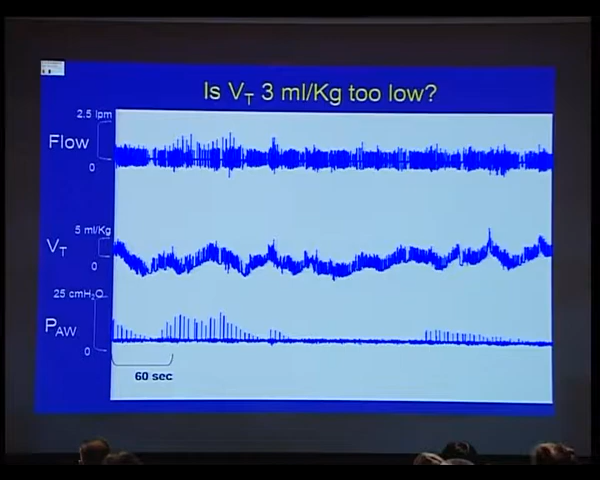 Is VT 3 ml/Kg too low?
2.5 lpm
Flow
0
5 ml/Kg
VT
0
25 cmH2O
PAW
0
60 sec